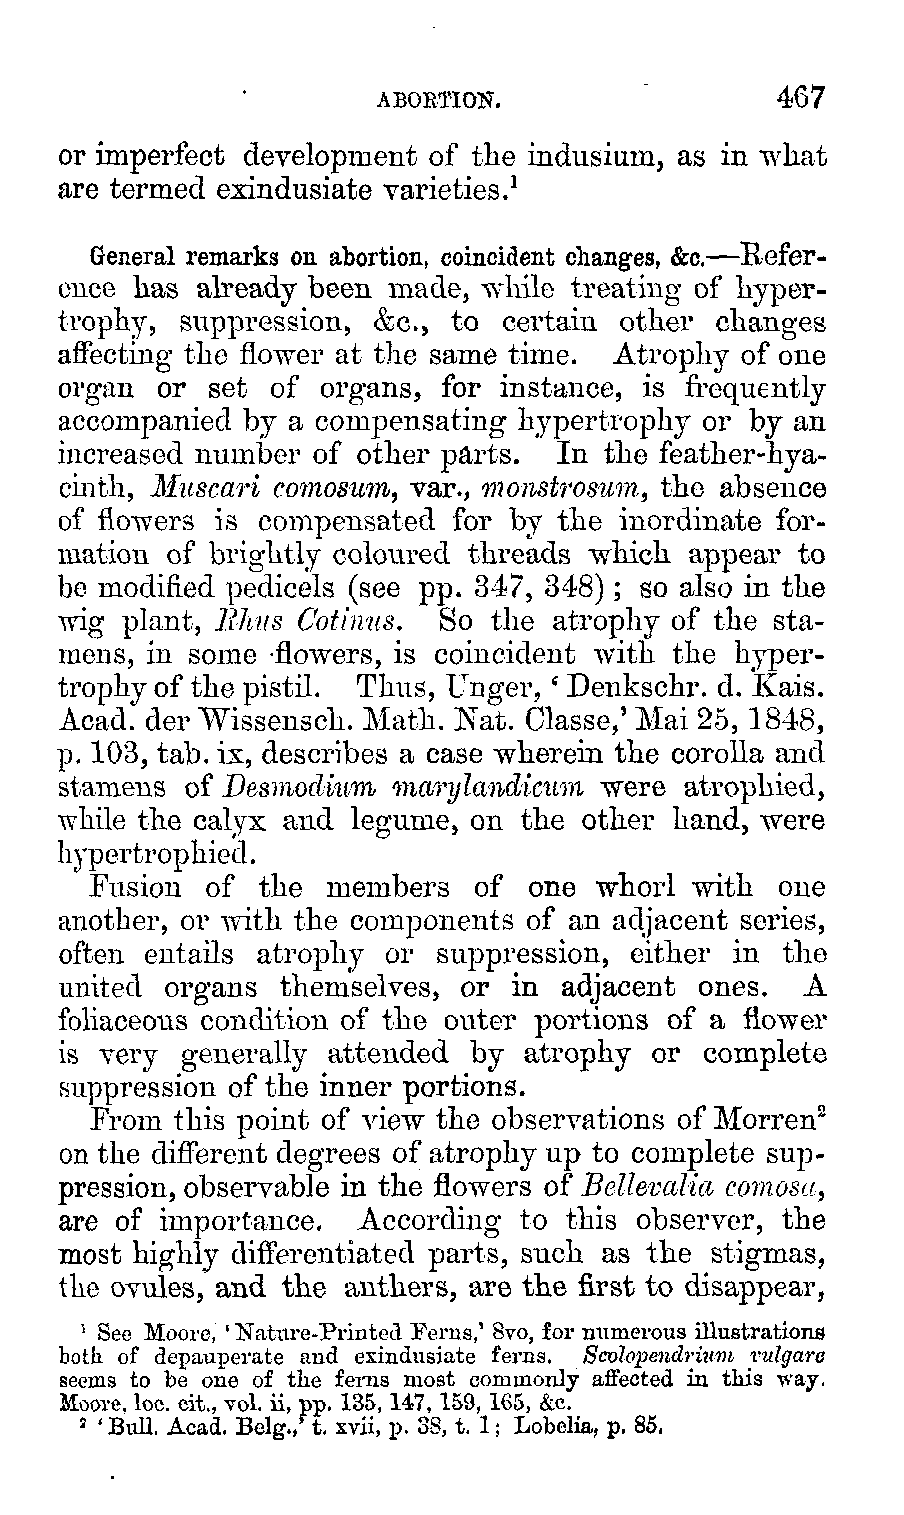 ABORTION. 467
or imperfect development of the indusium, as in what
are termed exindusiate varieties.¹
General remarks on abortion, coincident changes, &c.—Refer-
ence has already been made, while treating of hyper-
trophy, suppression, &c., to certain other changes
affecting the flower at the same time. Atrophy of one
organ or set of organs, for instance, is frequently
accompanied by a compensating hypertrophy or by an
increased number of other parts. In the feather-hya-
cinth, Muscari comosum, var., monstrosum, the absence
of flowers is compensated for by the inordinate for-
mation of brightly coloured threads which appear to
be modified pedicels (see pp. 347, 348); so also in the
wig plant, Rhus Cotinus. So the atrophy of the sta-
mens, in some flowers, is coincident with the hyper-
trophy of the pistil. Thus, Unger, ‘Denkschr. d. Kais.
Acad. der Wissensch. Math. Nat. Classe,’ Mai 25, 1848,
p. 103, tab. ix, describes a case wherein the corolla and
stamens of Desmodium marylandicum were atrophied,
while the calyx and legume, on the other hand, were
hypertrophied.
Fusion of the members of one whorl with one
another, or with the components of an adjacent series,
often entails atrophy or suppression, either in the
united organs themselves, or in adjacent ones. A
foliaceous condition of the outer portions of a flower
is very generally attended by atrophy or complete
suppression of the inner portions.
From this point of view the observations of Morren²
on the different degrees of atrophy up to complete sup-
pression, observable in the flowers of Bellevalia comosa,
are of importance. According to this observer, the
most highly differentiated parts, such as the stigmas,
the ovules, and the anthers, are the first to disappear,
¹ See Moore, ‘Nature-Printed Ferns,’ 8vo, for numerous illustrations
both of depauperate and exindusiate ferns. Scolopendrium vulgare
seems to be one of the ferns most commonly affected in this way.
Moore, loc. cit., vol. ii, pp. 135, 147, 159, 165, &c.
² ‘Bull. Acad. Belg.,’ t. xvii, p. 38, t. 1; Lobelia, p. 85.